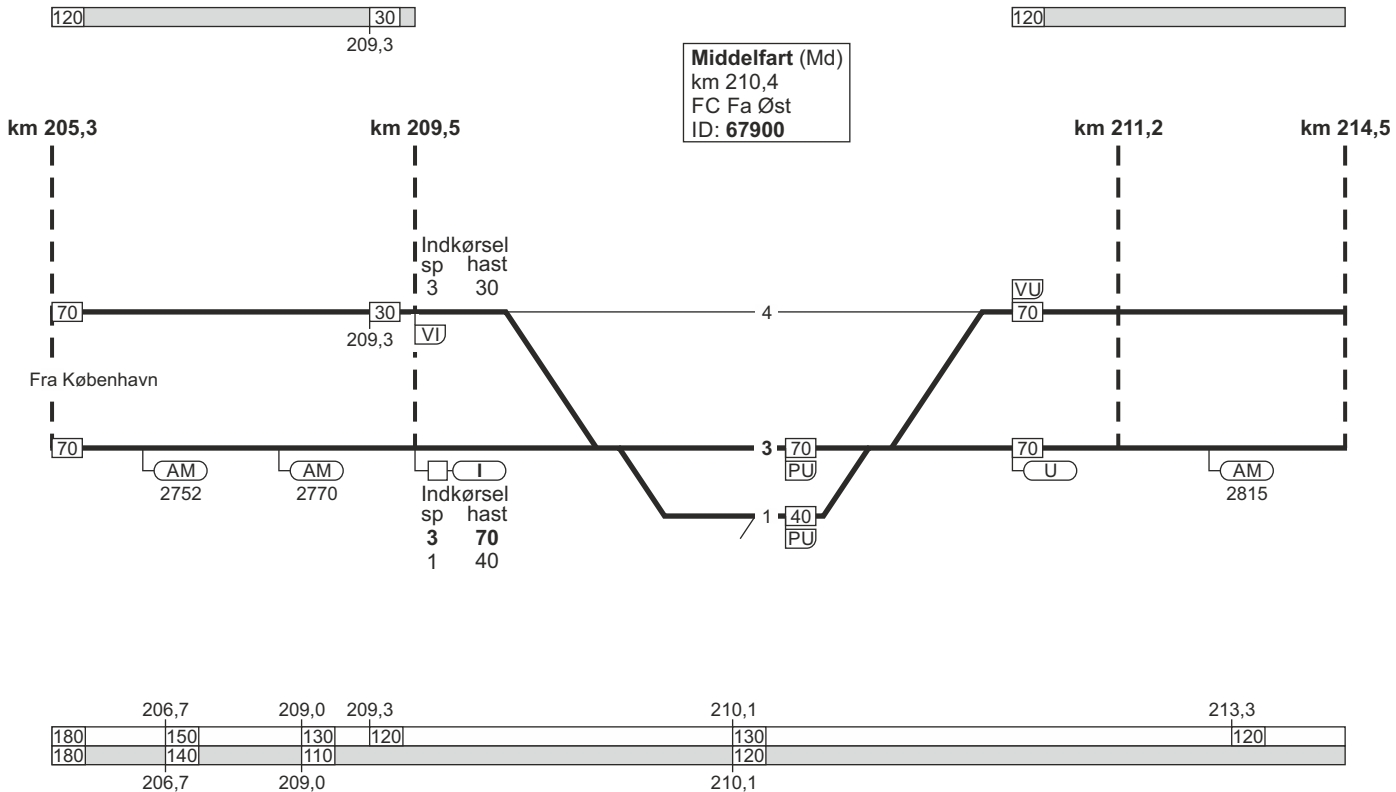 120 30 120
209,3
Middelfart (Md)
km 210,4
FC Fa Øst
ID: 67900
km 205,3 km 209,5 km 211,2 km 214,5
Indkørsel
sp hast
3 30
VU
70 30 4 70
209,3 VI
Fra København
70 3 70 70
AM AM I PU U AM
2752 2770 2815
Indkørsel
sp hast
1 40
3 70
PU
1 40
206,7 209,0 209,3 210,1 213,3
180 150 130 120 130 120
180 140 110 120
206,7 209,0 210,1